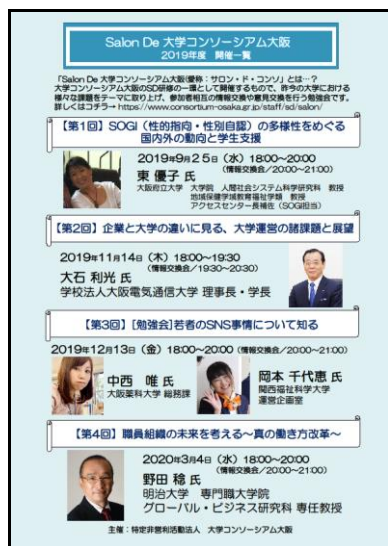 Salon De 大学コンソーシアム大阪
2019年度 開催一覧
「Salon De 大学コンソーシアム大阪(愛称:サロン・ド・コンソ」とは…?
大学コンソーシアム大阪のSD研修の一環として開催するもので、昨今の大学における
様々な課題をテーマに取り上げ、参加者相互の情報交換や意見交換を行う勉強会です。
詳しくはコチラ→ https://www.consortium-osaka.gr.jp/staff/sd/salon/
【第1回】SOGI(性的指向・性別自認)の多様性をめぐる
国内外の動向と学生支援
2019年9月25日(水)18:00~20:00
(情報交換会/20:00~21:00)
東 優子 氏
大阪府立大学 大学院 人間社会システム科学研究科 教授
地域保健学域教育福祉学類 教授
アクセスセンター長補佐(SOGI担当)
【第2回】企業と大学の違いに見る、大学運営の諸課題と展望
2019年11月14日(木)18:00~19:30
(情報交換会/19:30~20:30)
大石 利光 氏
学校法人大阪電気通信大学 理事長・学長
【第3回】[勉強会]若者のSNS事情について知る
2019年12月13日(金)18:00~20:00(情報交換会/20:00~21:00)
中西 唯 氏
大阪薬科大学 総務課
岡本 千代恵 氏
関西福祉科学大学
運営企画室
【第4回】職員組織の未来を考える~真の働き方改革~
2020年3月4日(水)18:00~20:00
(情報交換会/20:00~21:00)
野田 稔 氏
明治大学 専門職大学院
グローバル・ビジネス研究科 専任教授
主催:特定非営利活動法人 大学コンソーシアム大阪